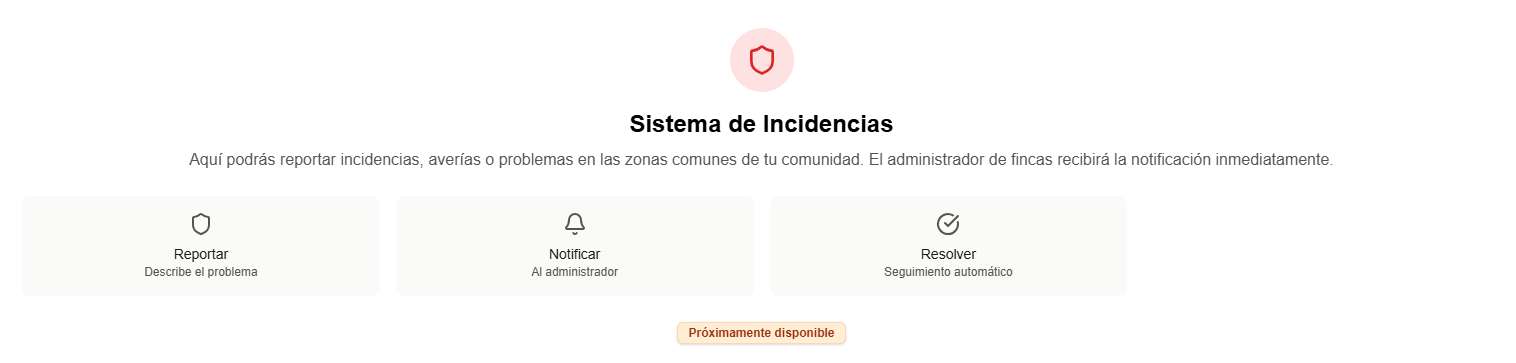 Sistema de Incidencias
Aquí podrás reportar incidencias, averías o problemas en las zonas comunes de tu comunidad. El administrador de fincas recibirá la notificación inmediatamente.
Reportar
Describe el problema
Notificar
Al administrador
Resolver
Seguimiento automático
Próximamente disponible